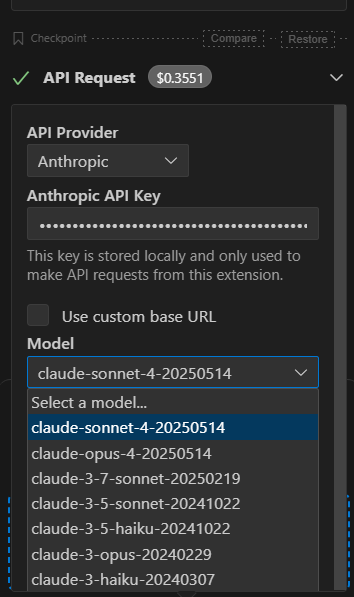 Checkpoint
Compare
Restore
API Request
$0.3551
API Provider
Anthropic
Anthropic API Key
This key is stored locally and only used to
make API requests from this extension.
Use custom base URL
Model
claude-sonnet-4-20250514
Select a model...
claude-sonnet-4-20250514
claude-opus-4-20250514
claude-3-7-sonnet-20250219
claude-3-5-sonnet-20241022
claude-3-5-haiku-20241022
claude-3-opus-20240229
claude-3-haiku-20240307